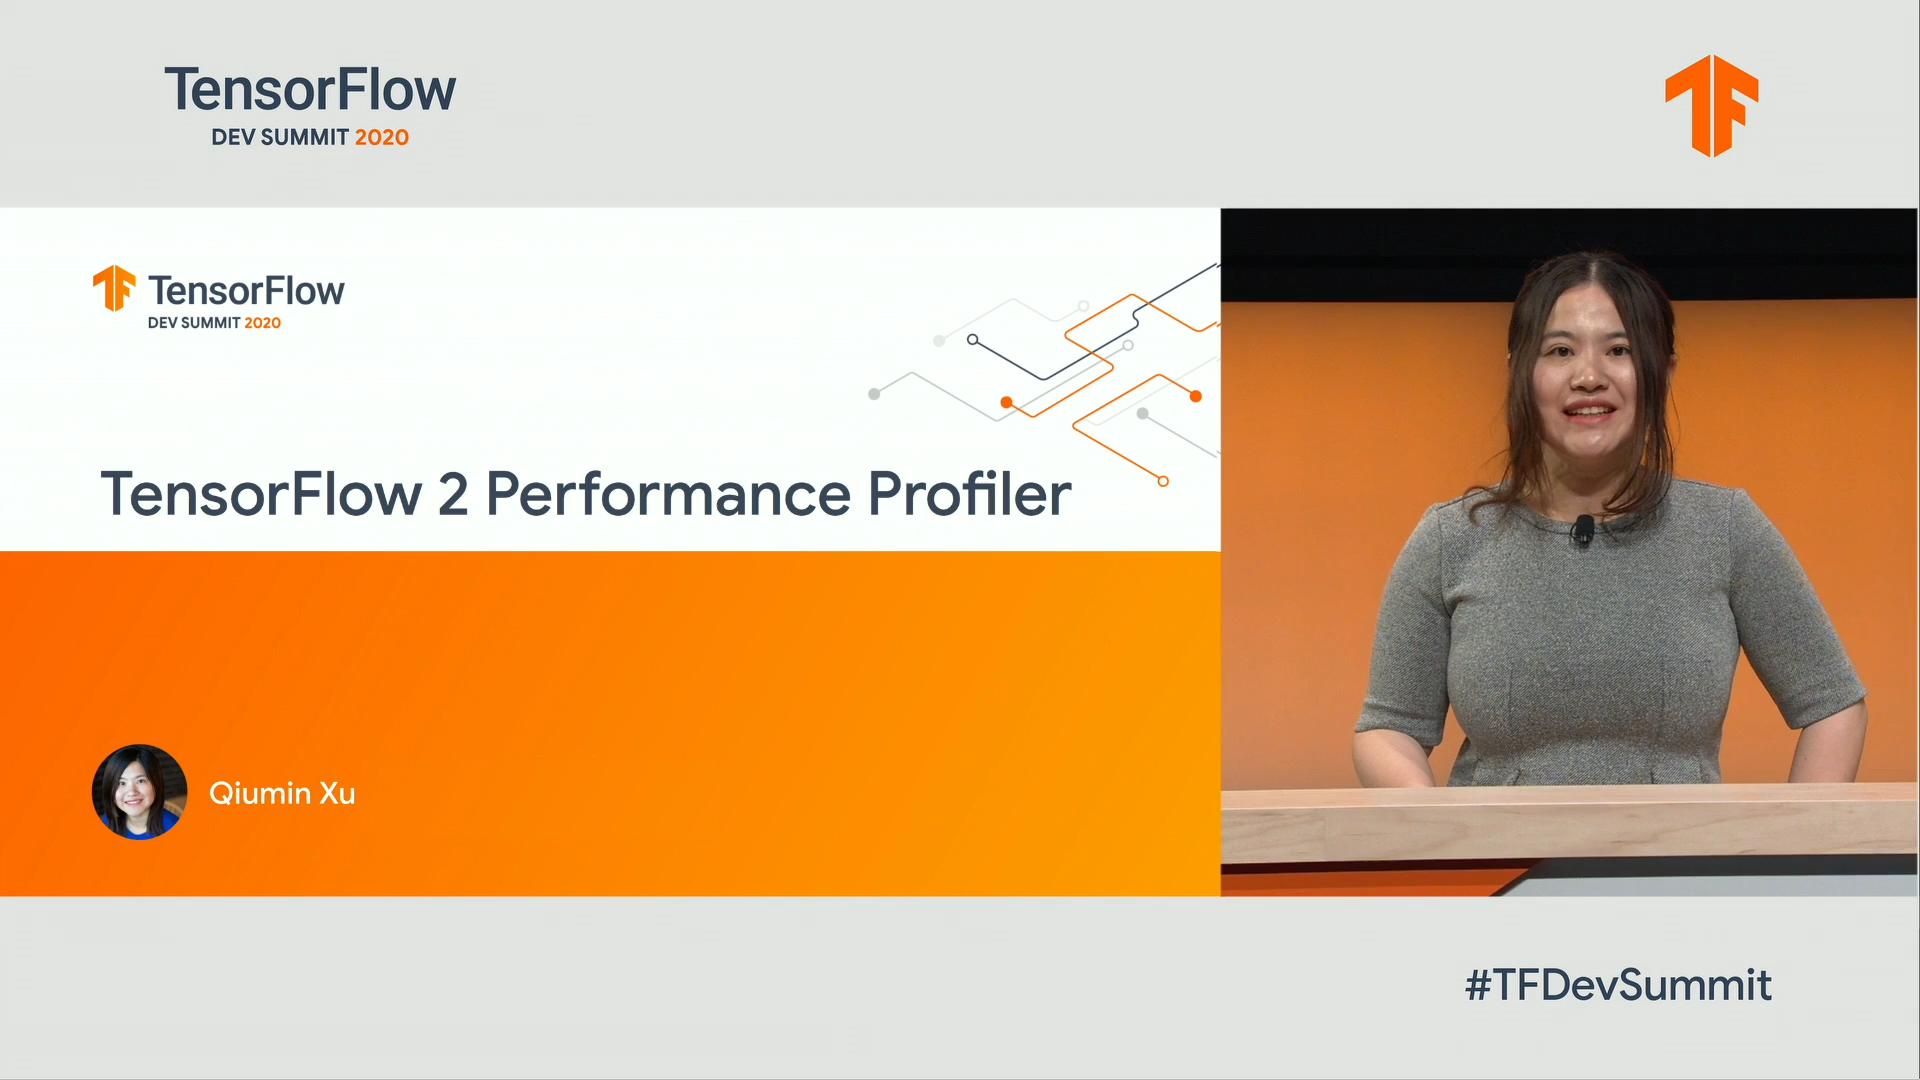 TensorFlow
DEV SUMMIT 2020
TensorFlow
DEV SUMMIT 2020
TensorFlow 2 Performance Profiler
Qiumin Xu
#TFDevSummit